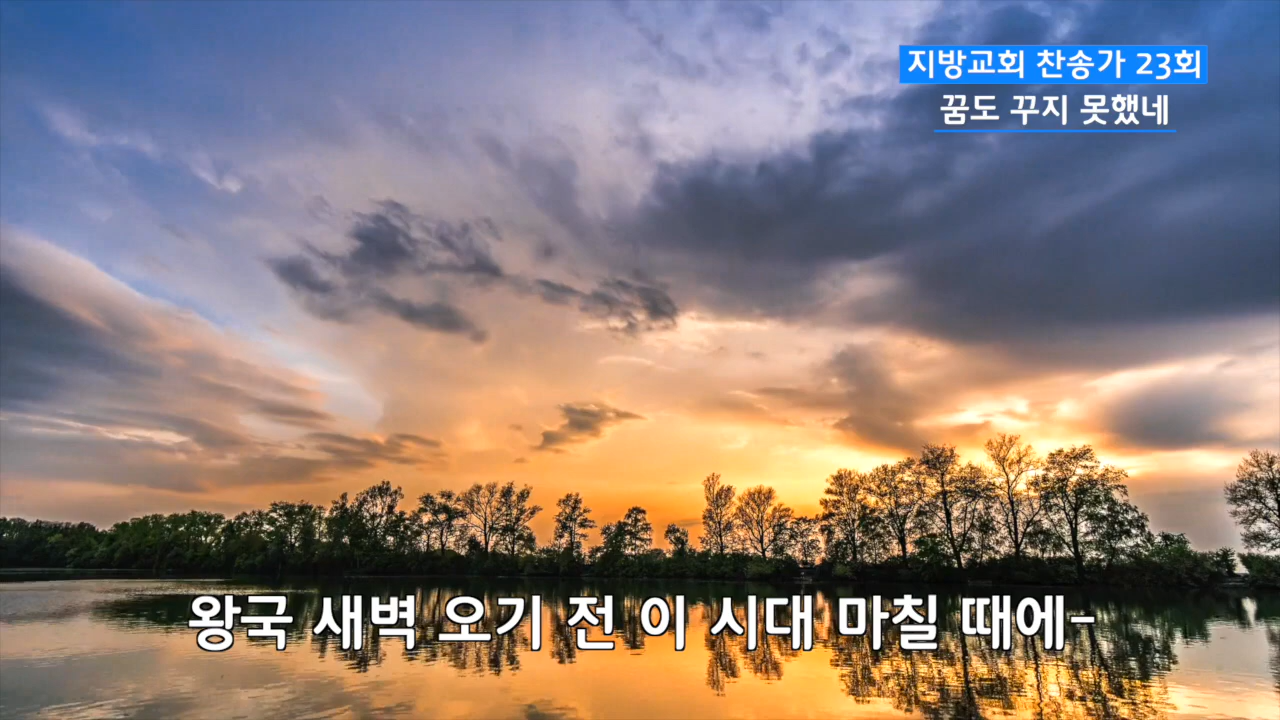 지방교회 찬송가 23회
꿈도 꾸지 못했네
왕국 새벽 오기 전 이 시대 마칠 때에-